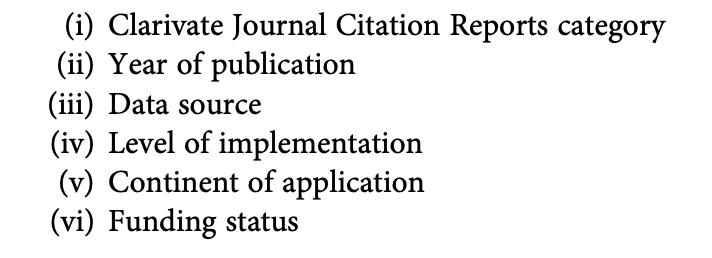 (i) Clarivate Journal Citation Reports category
(ii) Year of publication
(iii) Data source
(iv) Level of implementation
(v) Continent of application
(vi) Funding status